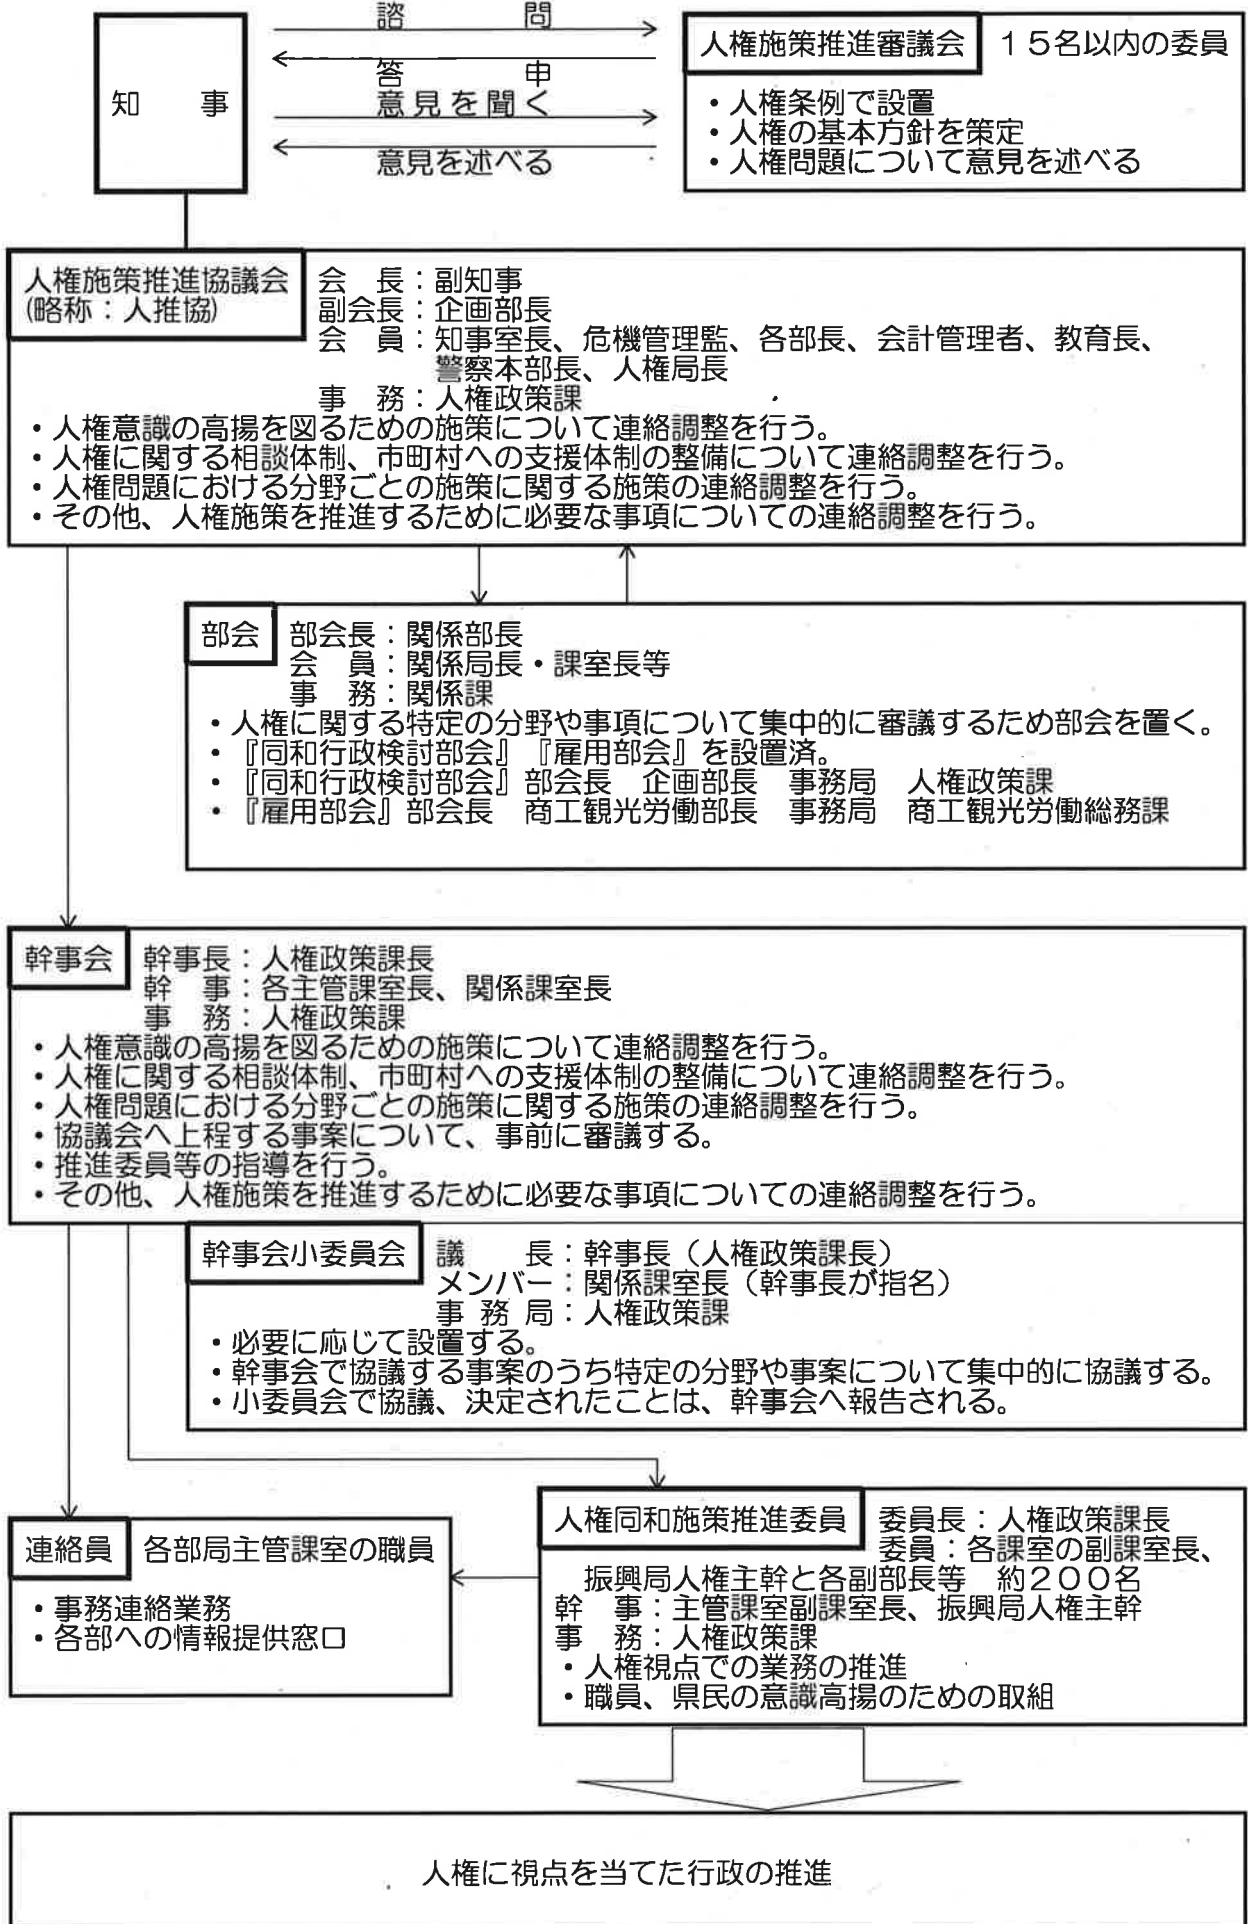 諮問
答申
意見を聞く
意見を述べる
知事
人権施策推進審議会 １５名以内の委員
・人権条例で設置
・人権の基本方針を策定
・人権問題について意見を述べる
人権施策推進協議会
(略称：人推協)
会　長：副知事
副会長：企画部長
会　員：知事室長、危機管理監、各部長、会計管理者、教育長、
警察本部長、人権局長
事　務：人権政策課
・人権意識の高揚を図るための施策について連絡調整を行う。
・人権に関する相談体制、市町村への支援体制の整備について連絡調整を行う。
・人権問題における分野ごとの施策に関する施策の連絡調整を行う。
・その他、人権施策を推進するために必要な事項についての連絡調整を行う。
部会 部会長：関係部長
会　員：関係局長・課室長等
事　務：関係課
・人権に関する特定の分野や事項について集中的に審議するため部会を置く。
・『同和行政検討部会』『雇用部会』を設置済。
・『同和行政検討部会』部会長　企画部長　事務局　人権政策課
・『雇用部会』部会長　商工観光労働部長　事務局　商工観光労働総務課
幹事会 幹事長：人権政策課長
幹　事：各主管課室長、関係課室長
事　務：人権政策課
・人権意識の高揚を図るための施策について連絡調整を行う。
・人権に関する相談体制、市町村への支援体制の整備について連絡調整を行う。
・人権問題における分野ごとの施策に関する施策の連絡調整を行う。
・協議会へ上程する事案について、事前に審議する。
・推進委員等の指導を行う。
・その他、人権施策を推進するために必要な事項についての連絡調整を行う。
幹事会小委員会 議　　長：幹事長（人権政策課長）
メンバー：関係課室長（幹事長が指名）
事 務 局：人権政策課
・必要に応じて設置する。
・幹事会で協議する事案のうち特定の分野や事案について集中的に協議する。
・小委員会で協議、決定されたことは、幹事会へ報告される。
連絡員 各部局主管課室の職員
・事務連絡業務
・各部への情報提供窓口
人権同和施策推進委員 委員長：人権政策課長
委員：各課室の副課室長、
振興局人権主幹と各副部長等　約２００名
幹　事：主管課室副課室長、振興局人権主幹
事　務：人権政策課
・人権視点での業務の推進
・職員、県民の意識高揚のための取組
人権に視点を当てた行政の推進